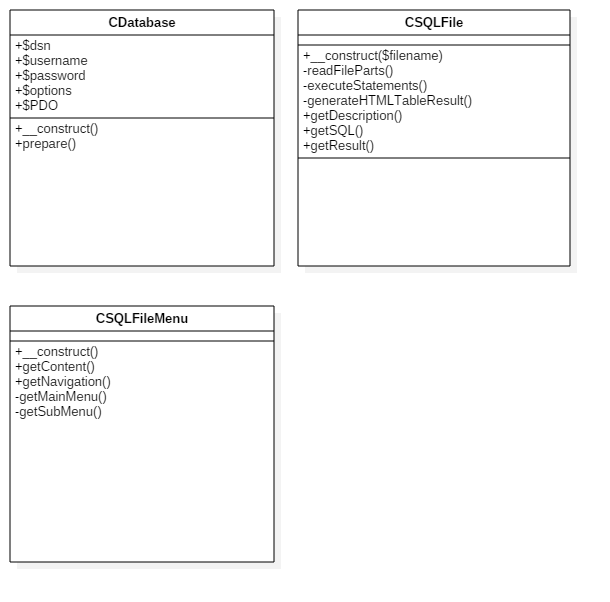 CDatabase
+$dsn
+$username
+$password
+$options
+$PDO
+__construct()
+prepare()
CSQLFile
+__construct($filename)
-readFileParts()
-executeStatements()
-generateHTMLTableResult()
+getDescription()
+getSQL()
+getResult()
CSQLFileMenu
+__construct()
+getContent()
+getNavigation()
-getMainMenu()
-getSubMenu()